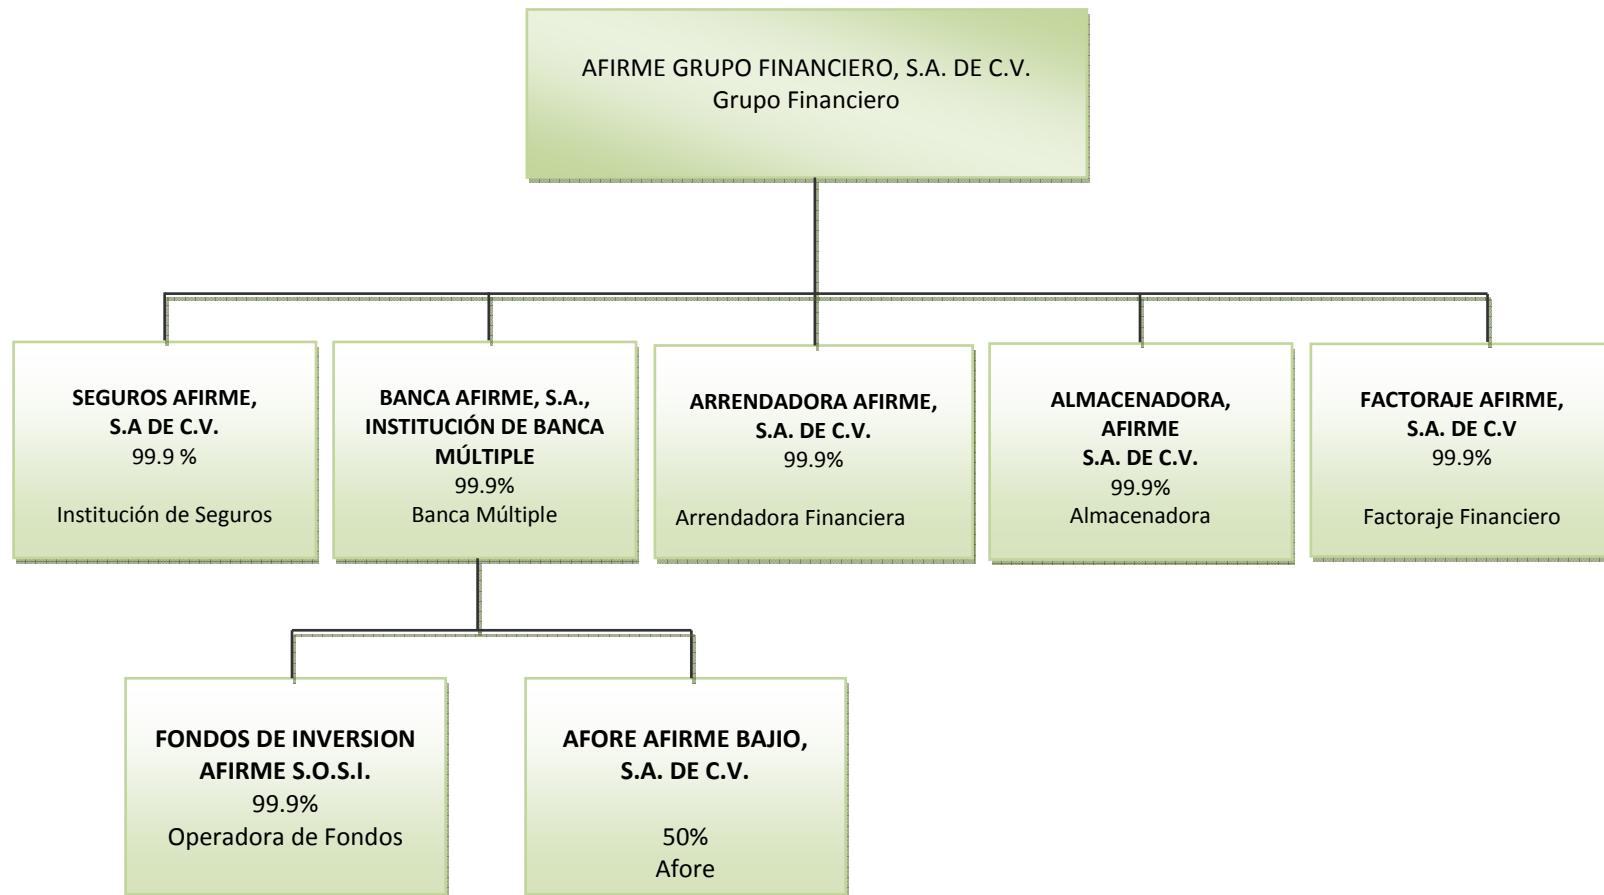 AFIRME GRUPO FINANCIERO, S.A. DE C.V.
Grupo Financiero
SEGUROS AFIRME,
S.A DE C.V.
99.9 %
Institución de Seguros
BANCA AFIRME, S.A.,
INSTITUCIÓN DE BANCA
MÚLTIPLE
99.9%
Banca Múltiple
ARRENDADORA AFIRME,
S.A. DE C.V.
99.9%
Arrendadora Financiera
ALMACENADORA,
AFIRME
S.A. DE C.V.
99.9%
Almacenadora
FACTORAJE AFIRME,
S.A. DE C.V
99.9%
Factoraje Financiero
FONDOS DE INVERSION
AFIRME S.O.S.I.
99.9%
Operadora de Fondos
AFORE AFIRME BAJIO,
S.A. DE C.V.
50%
Afore